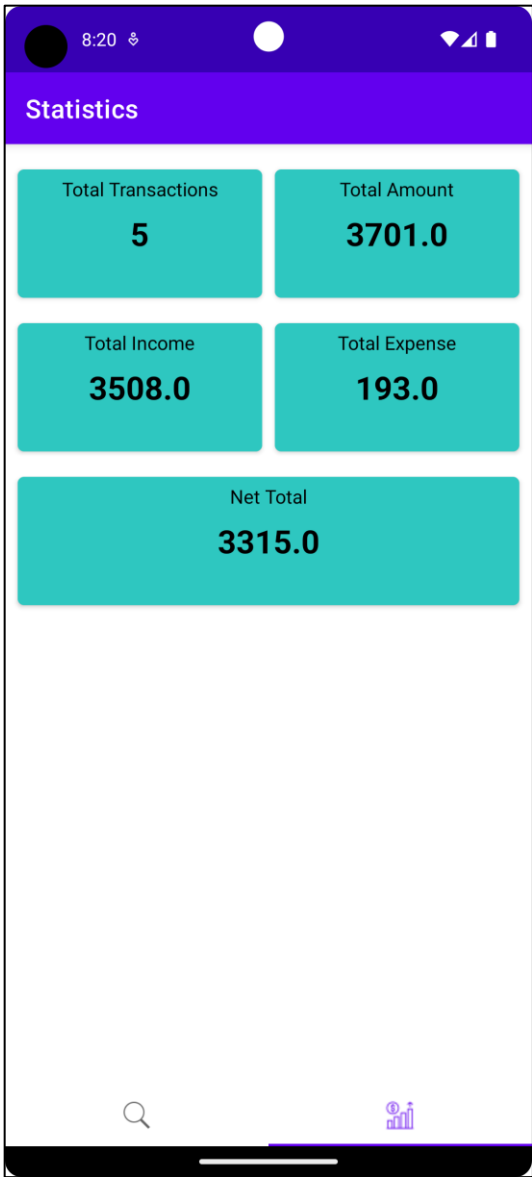 8:20
Statistics
Total Transactions
5
Total Amount
3701.0
Total Income
3508.0
Total Expense
193.0
Net Total
3315.0